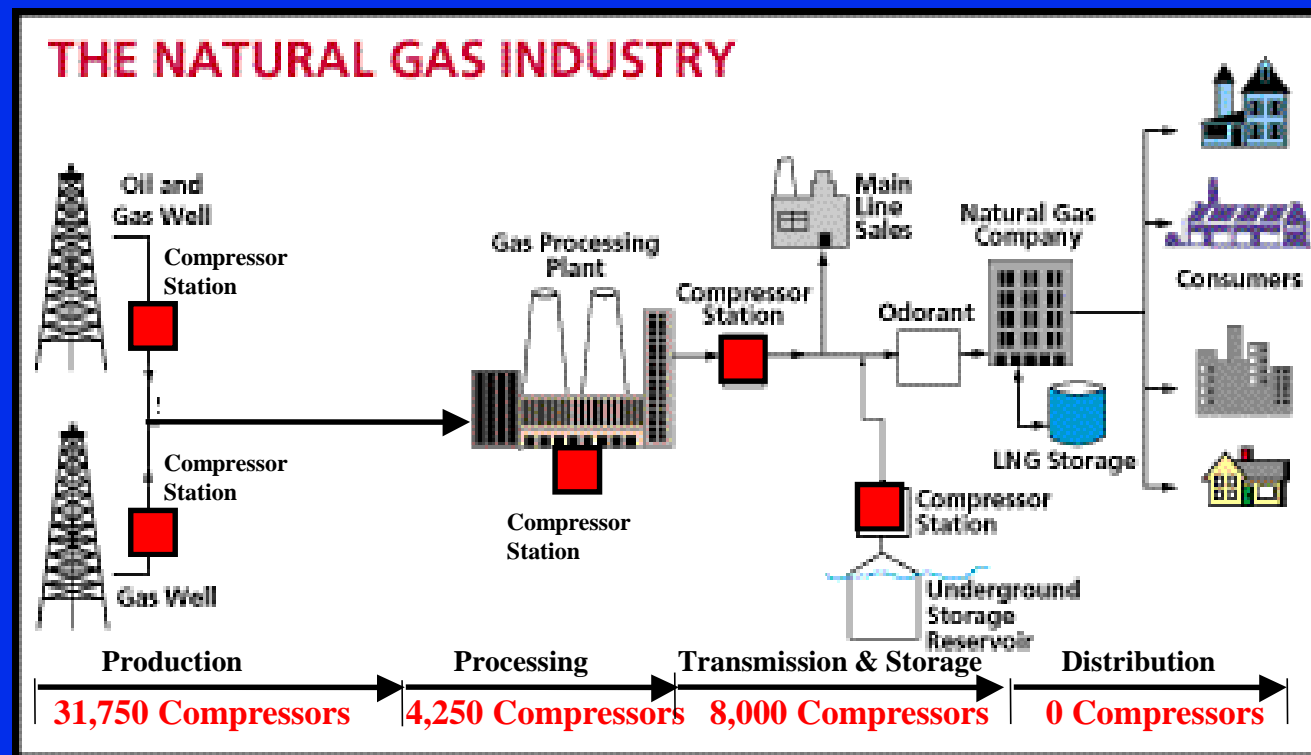 THE NATURAL GAS INDUSTRY
Oil and
Gas Well
Compressor
Station
Compressor
Station
Gas Well
Gas Processing
Plant
Compressor
Station
Compressor
Station
Main
Line
Sales
Odorant
Natural Gas
Company
LNG Storage
Consumers
Compressor
Station
Underground
Storage
Reservoir
Production
Processing
Transmission & Storage
Distribution
31,750 Compressors
4,250 Compressors
8,000 Compressors
0 Compressors